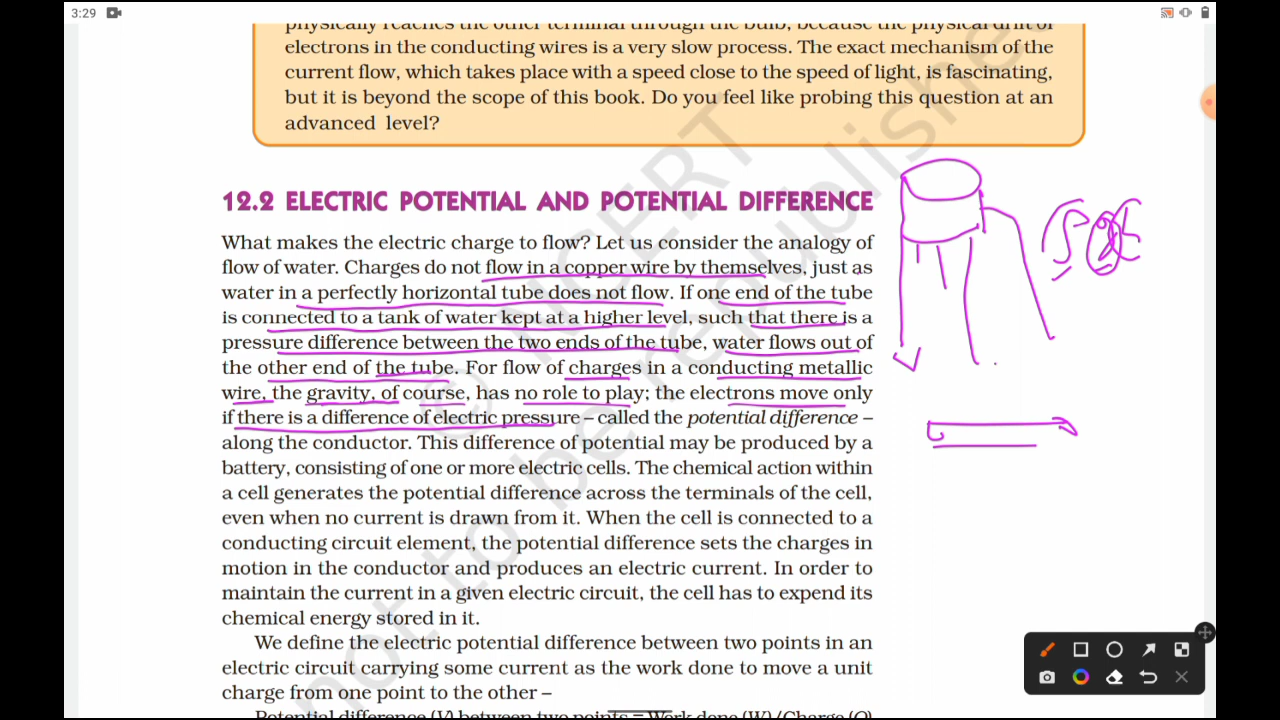 3:29
physically reaches the other terminal through the bulb, because the physical drift of
electrons in the conducting wires is a very slow process. The exact mechanism of the
current flow, which takes place with a speed close to the speed of light, is fascinating,
but it is beyond the scope of this book. Do you feel like probing this question at an
advanced level?
12.2 ELECTRIC POTENTIAL AND POTENTIAL DIFFERENCE
What makes the electric charge to flow? Let us consider the analogy of
flow of water. Charges do not flow in a copper wire by themselves, just as
water in a perfectly horizontal tube does not flow. If one end of the tube
is connected to a tank of water kept at a higher level, such that there is a
pressure difference between the two ends of the tube, water flows out of
the other end of the tube. For flow of charges in a conducting metallic
wire, the gravity, of course, has no role to play; the electrons move only
if there is a difference of electric pressure – called the potential difference –
along the conductor. This difference of potential may be produced by a
battery, consisting of one or more electric cells. The chemical action within
a cell generates the potential difference across the terminals of the cell,
even when no current is drawn from it. When the cell is connected to a
conducting circuit element, the potential difference sets the charges in
motion in the conductor and produces an electric current. In order to
maintain the current in a given electric circuit, the cell has to expend its
chemical energy stored in it.
We define the electric potential difference between two points in an
electric circuit carrying some current as the work done to move a unit
charge from one point to the other –
Potential difference (V) between two points = Work done (W)/Charge (Q)
© NCERT
not to be republished